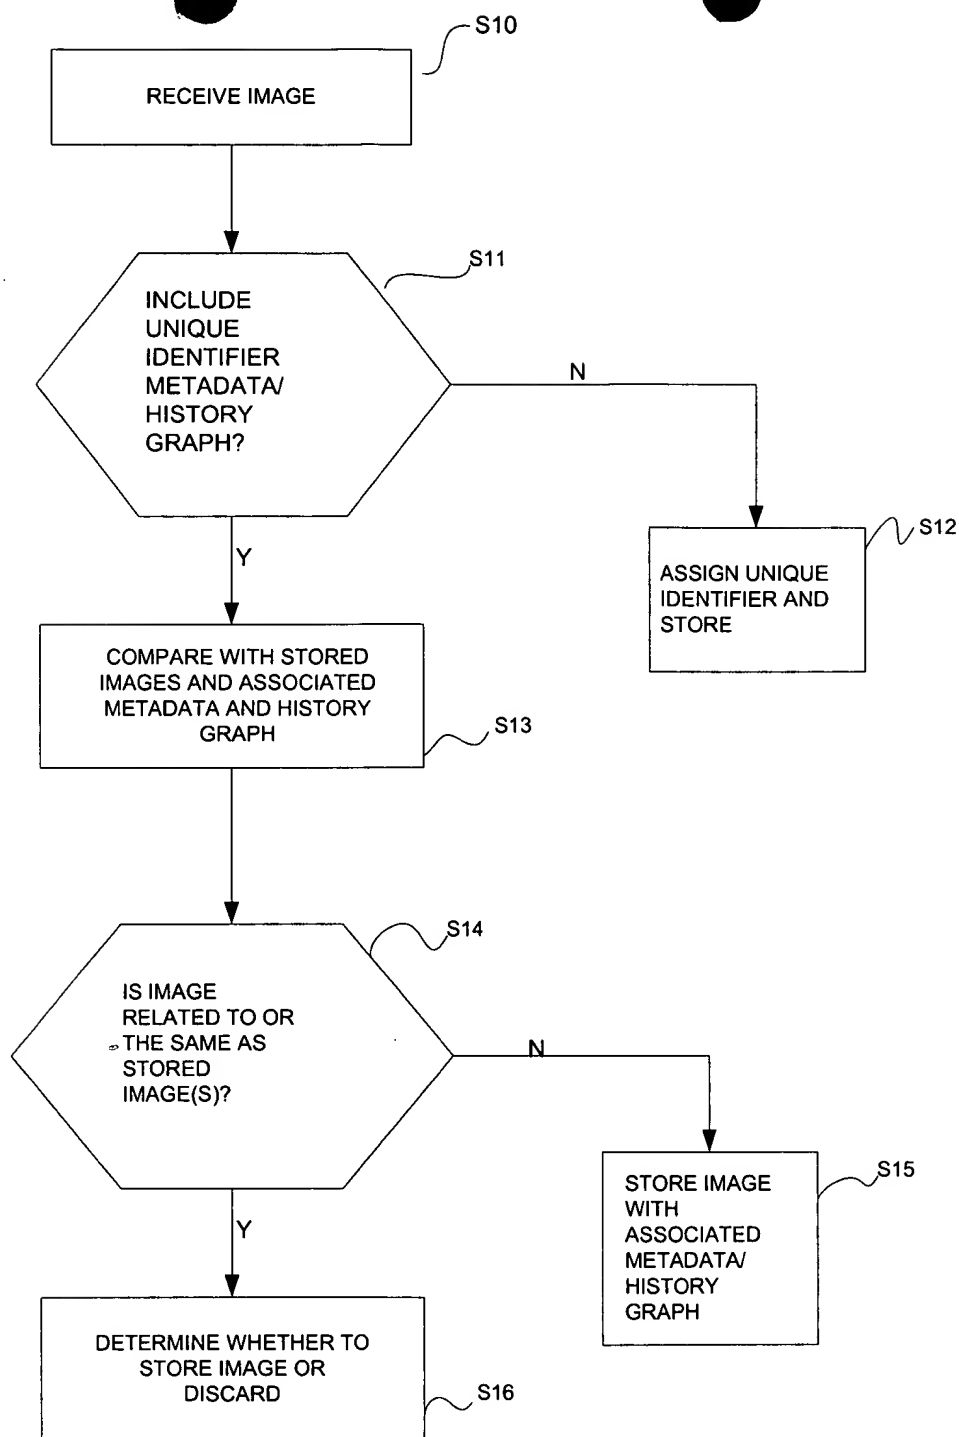 S10
RECEIVE IMAGE
S11
INCLUDE
UNIQUE
IDENTIFIER
METADATA/
HISTORY
GRAPH?
N
Y
S12
ASSIGN UNIQUE
IDENTIFIER AND
STORE
COMPARE WITH STORED
IMAGES AND ASSOCIATED
METADATA AND HISTORY
GRAPH
S13
S14
IS IMAGE
RELATED TO OR
THE SAME AS
STORED
IMAGE(S)?
N
Y
S15
STORE IMAGE
WITH
ASSOCIATED
METADATA/
HISTORY
GRAPH
DETERMINE WHETHER TO
STORE IMAGE OR
DISCARD
S16